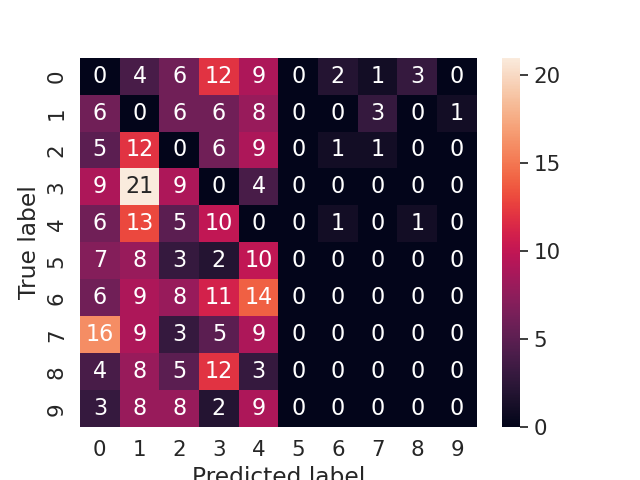 0 0 4 6 12 9 0 2 1 3 0
1 6 0 6 6 8 0 0 3 0 1
2 5 12 0 6 9 0 1 1 0 0
3 9 21 9 0 4 0 0 0 0 0
4 6 13 5 10 0 0 1 0 1 0
5 7 8 3 2 10 0 0 0 0 0
6 6 9 8 11 14 0 0 0 0 0
7 16 9 3 5 9 0 0 0 0 0
8 4 8 5 12 3 0 0 0 0 0
9 3 8 8 2 9 0 0 0 0 0
0 1 2 3 4 5 6 7 8 9
True label
Predicted label
20
15
10
5
0